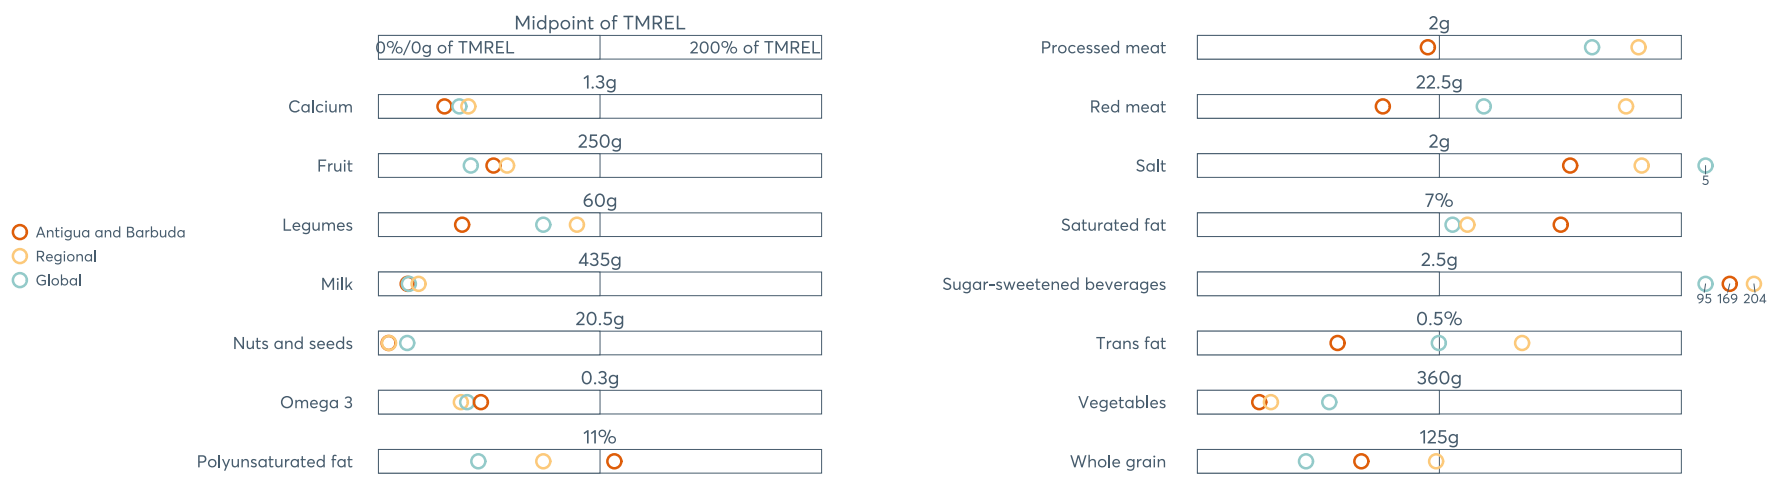 Midpoint of TMREL
0%/0g of TMREL 200% of TMREL
1.3g
Calcium
250g
Fruit
60g
Legumes
435g
Milk
20.5g
Nuts and seeds
0.3g
Omega 3
11%
Polyunsaturated fat
Antigua and Barbuda
Regional
Global
2g
Processed meat
22.5g
Red meat
2g
Salt
5
7%
Saturated fat
2.5g
Sugar-sweetened beverages
95 169 204
0.5%
Trans fat
360g
Vegetables
125g
Whole grain